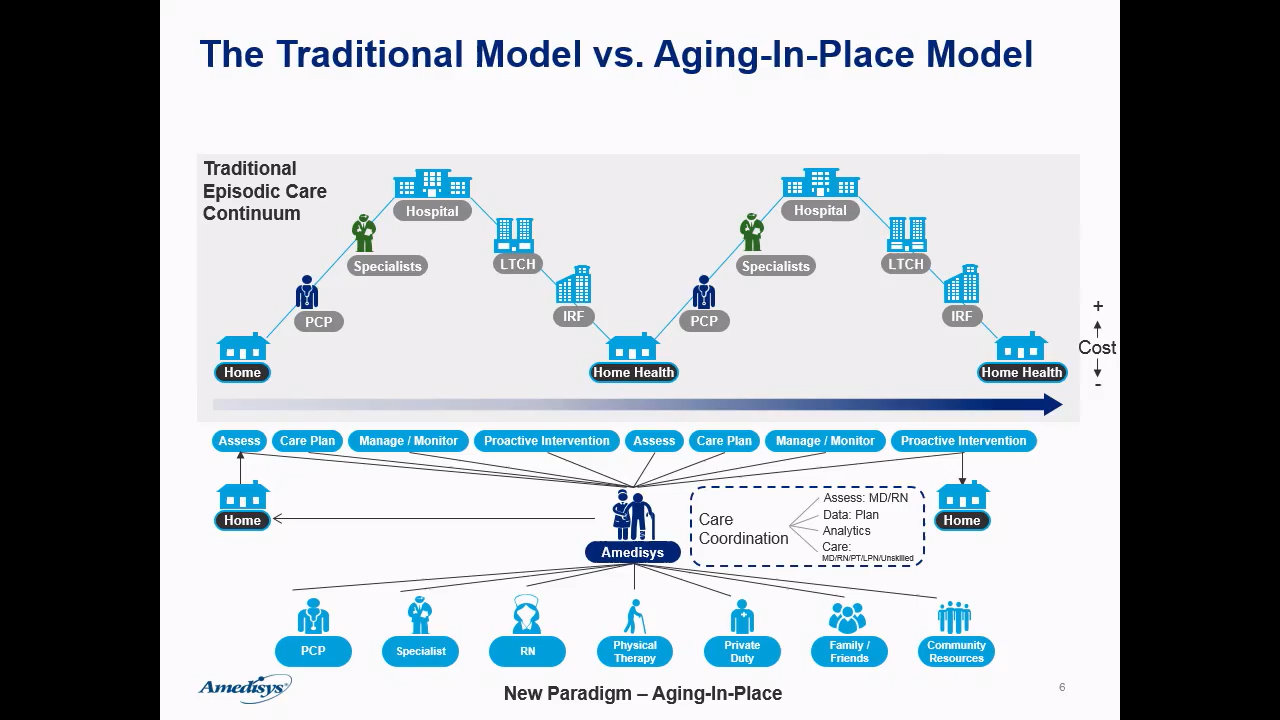 The Traditional Model vs. Aging-In-Place Model
Traditional
Episodic Care
Continuum
Hospital
Hospital
Specialists
LTCH
Specialists
LTCH
PCP
IRF
PCP
IRF
Home
Home Health
Home Health
+
Cost
-
Assess
Care Plan
Manage / Monitor
Proactive Intervention
Assess
Care Plan
Manage / Monitor
Proactive Intervention
Home
Amedisys
Care
Coordination
Assess: MD/RN
Data: Plan
Analytics
Care:
MD/RN/PT/LPN/Unskilled
Home
PCP
Specialist
RN
Physical
Therapy
Private
Duty
Family /
Friends
Community
Resources
Amedisys
New Paradigm – Aging-In-Place
6